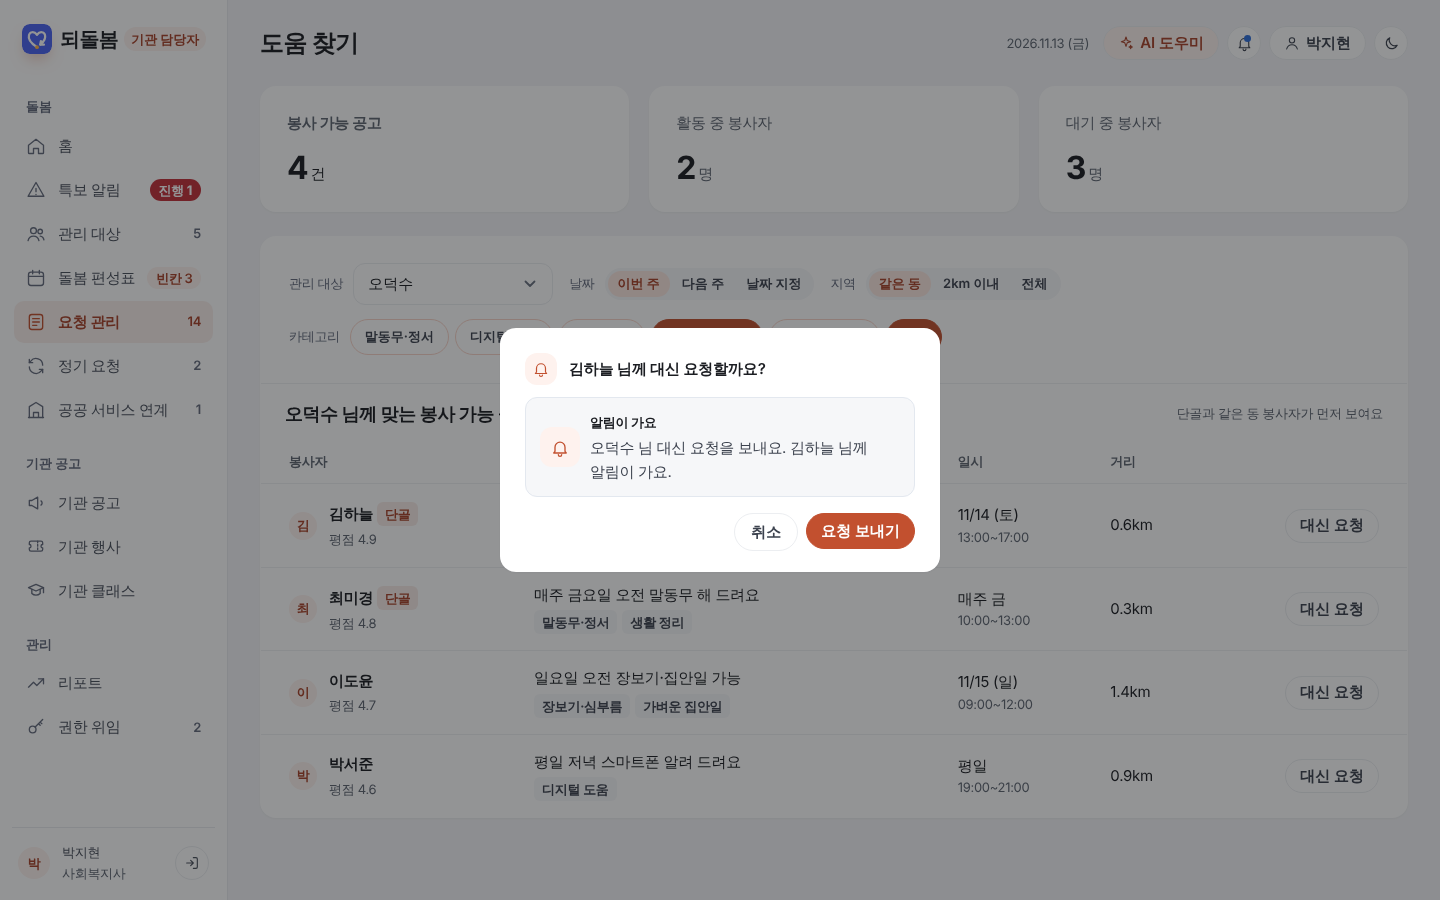 되돌봄 기관 담당자
돌봄
홈
특보 알림 진행 1
관리 대상 5
돌봄 편성표 빈칸 3
요청 관리 14
정기 요청 2
공공 서비스 연계 1
기관 공고
기관 공고
기관 행사
기관 클래스
관리
리포트
권한 위임 2
박 박지현
사회복지사
도움 찾기
2026.11.13 (금) AI 도우미 박지현
봉사 가능 공고
4건
활동 중 봉사자
2명
대기 중 봉사자
3명
관리 대상 오덕수 날짜 이번 주 다음 주 날짜 지정 지역 같은 동 2km 이내 전체
카테고리 말동무·정서
오덕수 님께 맞는 봉사 가능
단골과 같은 동 봉사자가 먼저 보여요
봉사자 일시 거리
김 김하늘 단골
평점 4.9
11/14 (토)
13:00~17:00
0.6km
대신 요청
최 최미경 단골
평점 4.8
매주 금요일 오전 말동무 해 드려요
말동무·정서 생활 정리
매주 금
10:00~13:00
0.3km
대신 요청
이 이도윤
평점 4.7
일요일 오전 장보기·집안일 가능
장보기·심부름 가벼운 집안일
11/15 (일)
09:00~12:00
1.4km
대신 요청
박 박서준
평점 4.6
평일 저녁 스마트폰 알려 드려요
디지털 도움
평일
19:00~21:00
0.9km
대신 요청
김하늘 님께 대신 요청할까요?
알림이 가요
오덕수 님 대신 요청을 보내요. 김하늘 님께
알림이 가요.
취소 요청 보내기